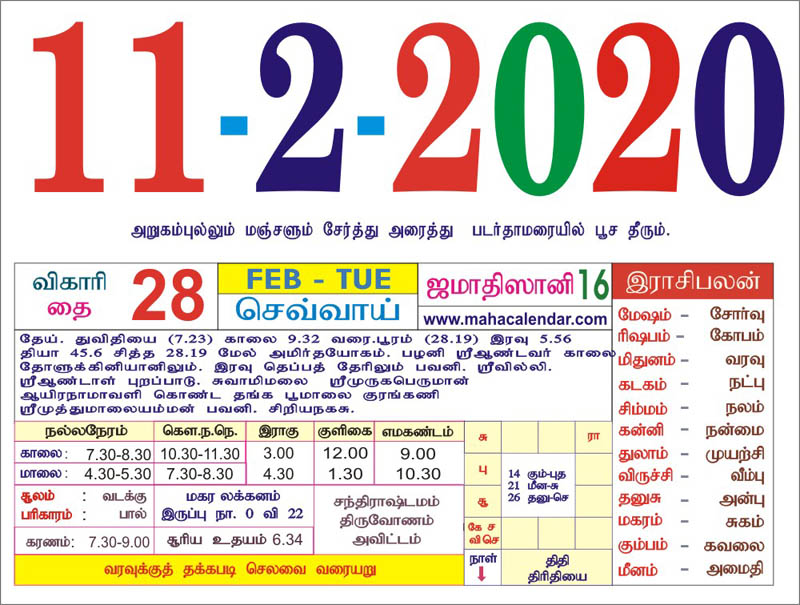 11-2-2020
அறுகம்புல்லும் மஞ்சளும் சேர்த்து அரைத்து படர்தாமரையில் பூச தீரும்.
விகாரி
தை
28
FEB - TUE
செவ்வாய்
ஜமாதிஸானி 16
www.mahacalendar.com
தேய். துவிதியை (7.23) காலை 9.32 வரை.பூரம் (28.19) இரவு 5.56
தியா 45.6 சித்த 28.19 மேல் அமிர்தயோகம். பழனி ஸ்ரீஆண்டவர் காலை
தோளுக்கினியானிலும். இரவு தெப்பத் தேரிலும் பவனி. ஸ்ரீவில்லி.
ஸ்ரீஆண்டாள் புறப்பாடு. சுவாமிமலை ஸ்ரீமுருகபெருமான்
ஆயிரநாமாவளி கொண்ட தங்க பூமாலை குரங்கணி
ஸ்ரீமுத்துமாலையம்மன் பவனி. சிறியநகசு.
இராசிபலன்
மேஷம் – சோர்வு
ரிஷபம் – கோபம்
மிதுனம் – வரவு
கடகம் – நட்பு
சிம்மம் – நலம்
கன்னி – நன்மை
துலாம் – முயற்சி
விருச்சி – வீம்பு
தனுசு – அன்பு
மகரம் – சுகம்
கும்பம் – கவலை
மீனம் – அமைதி
நல்லநேரம் கௌ.ந.நெ. இராகு குளிகை எமகண்டம்
காலை: 7.30-8.30 10.30-11.30 3.00 12.00 9.00
மாலை: 4.30-5.30 7.30-8.30 4.30 1.30 10.30
சூலம் : வடக்கு
பரிகாரம் : பால்
மகர லக்கனம்
இருப்பு நா. 0 வி 22
கரணம்: 7.30-9.00
சூரிய உதயம் 6.34
சந்திராஷ்டமம்
திருவோணம்
அவிட்டம்
வரவுக்குத் தக்கபடி செலவை வரையறு
சு ரா
பு
சூ
கே ச
வி செ
14 கும்-புத
21 மீன-சு
26 தனு-செ
நாள்
திதி
திரிதியை